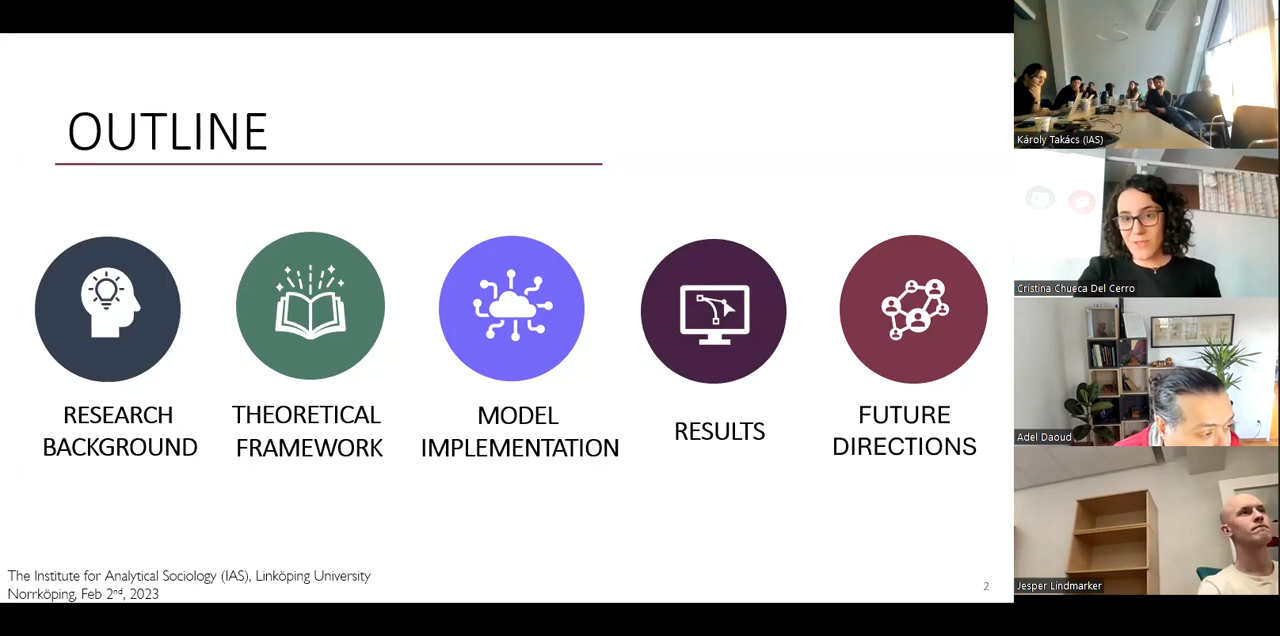 OUTLINE
RESEARCH
BACKGROUND
THEORETICAL
FRAMEWORK
MODEL
IMPLEMENTATION
RESULTS
FUTURE
DIRECTIONS
The Institute for Analytical Sociology (IAS), Linköping University
Norrköping, Feb 2nd, 2023
2
Károly Takács (IAS)
Cristina Chueca Del Cerro
Adel Daoud
Jesper Lindmarker